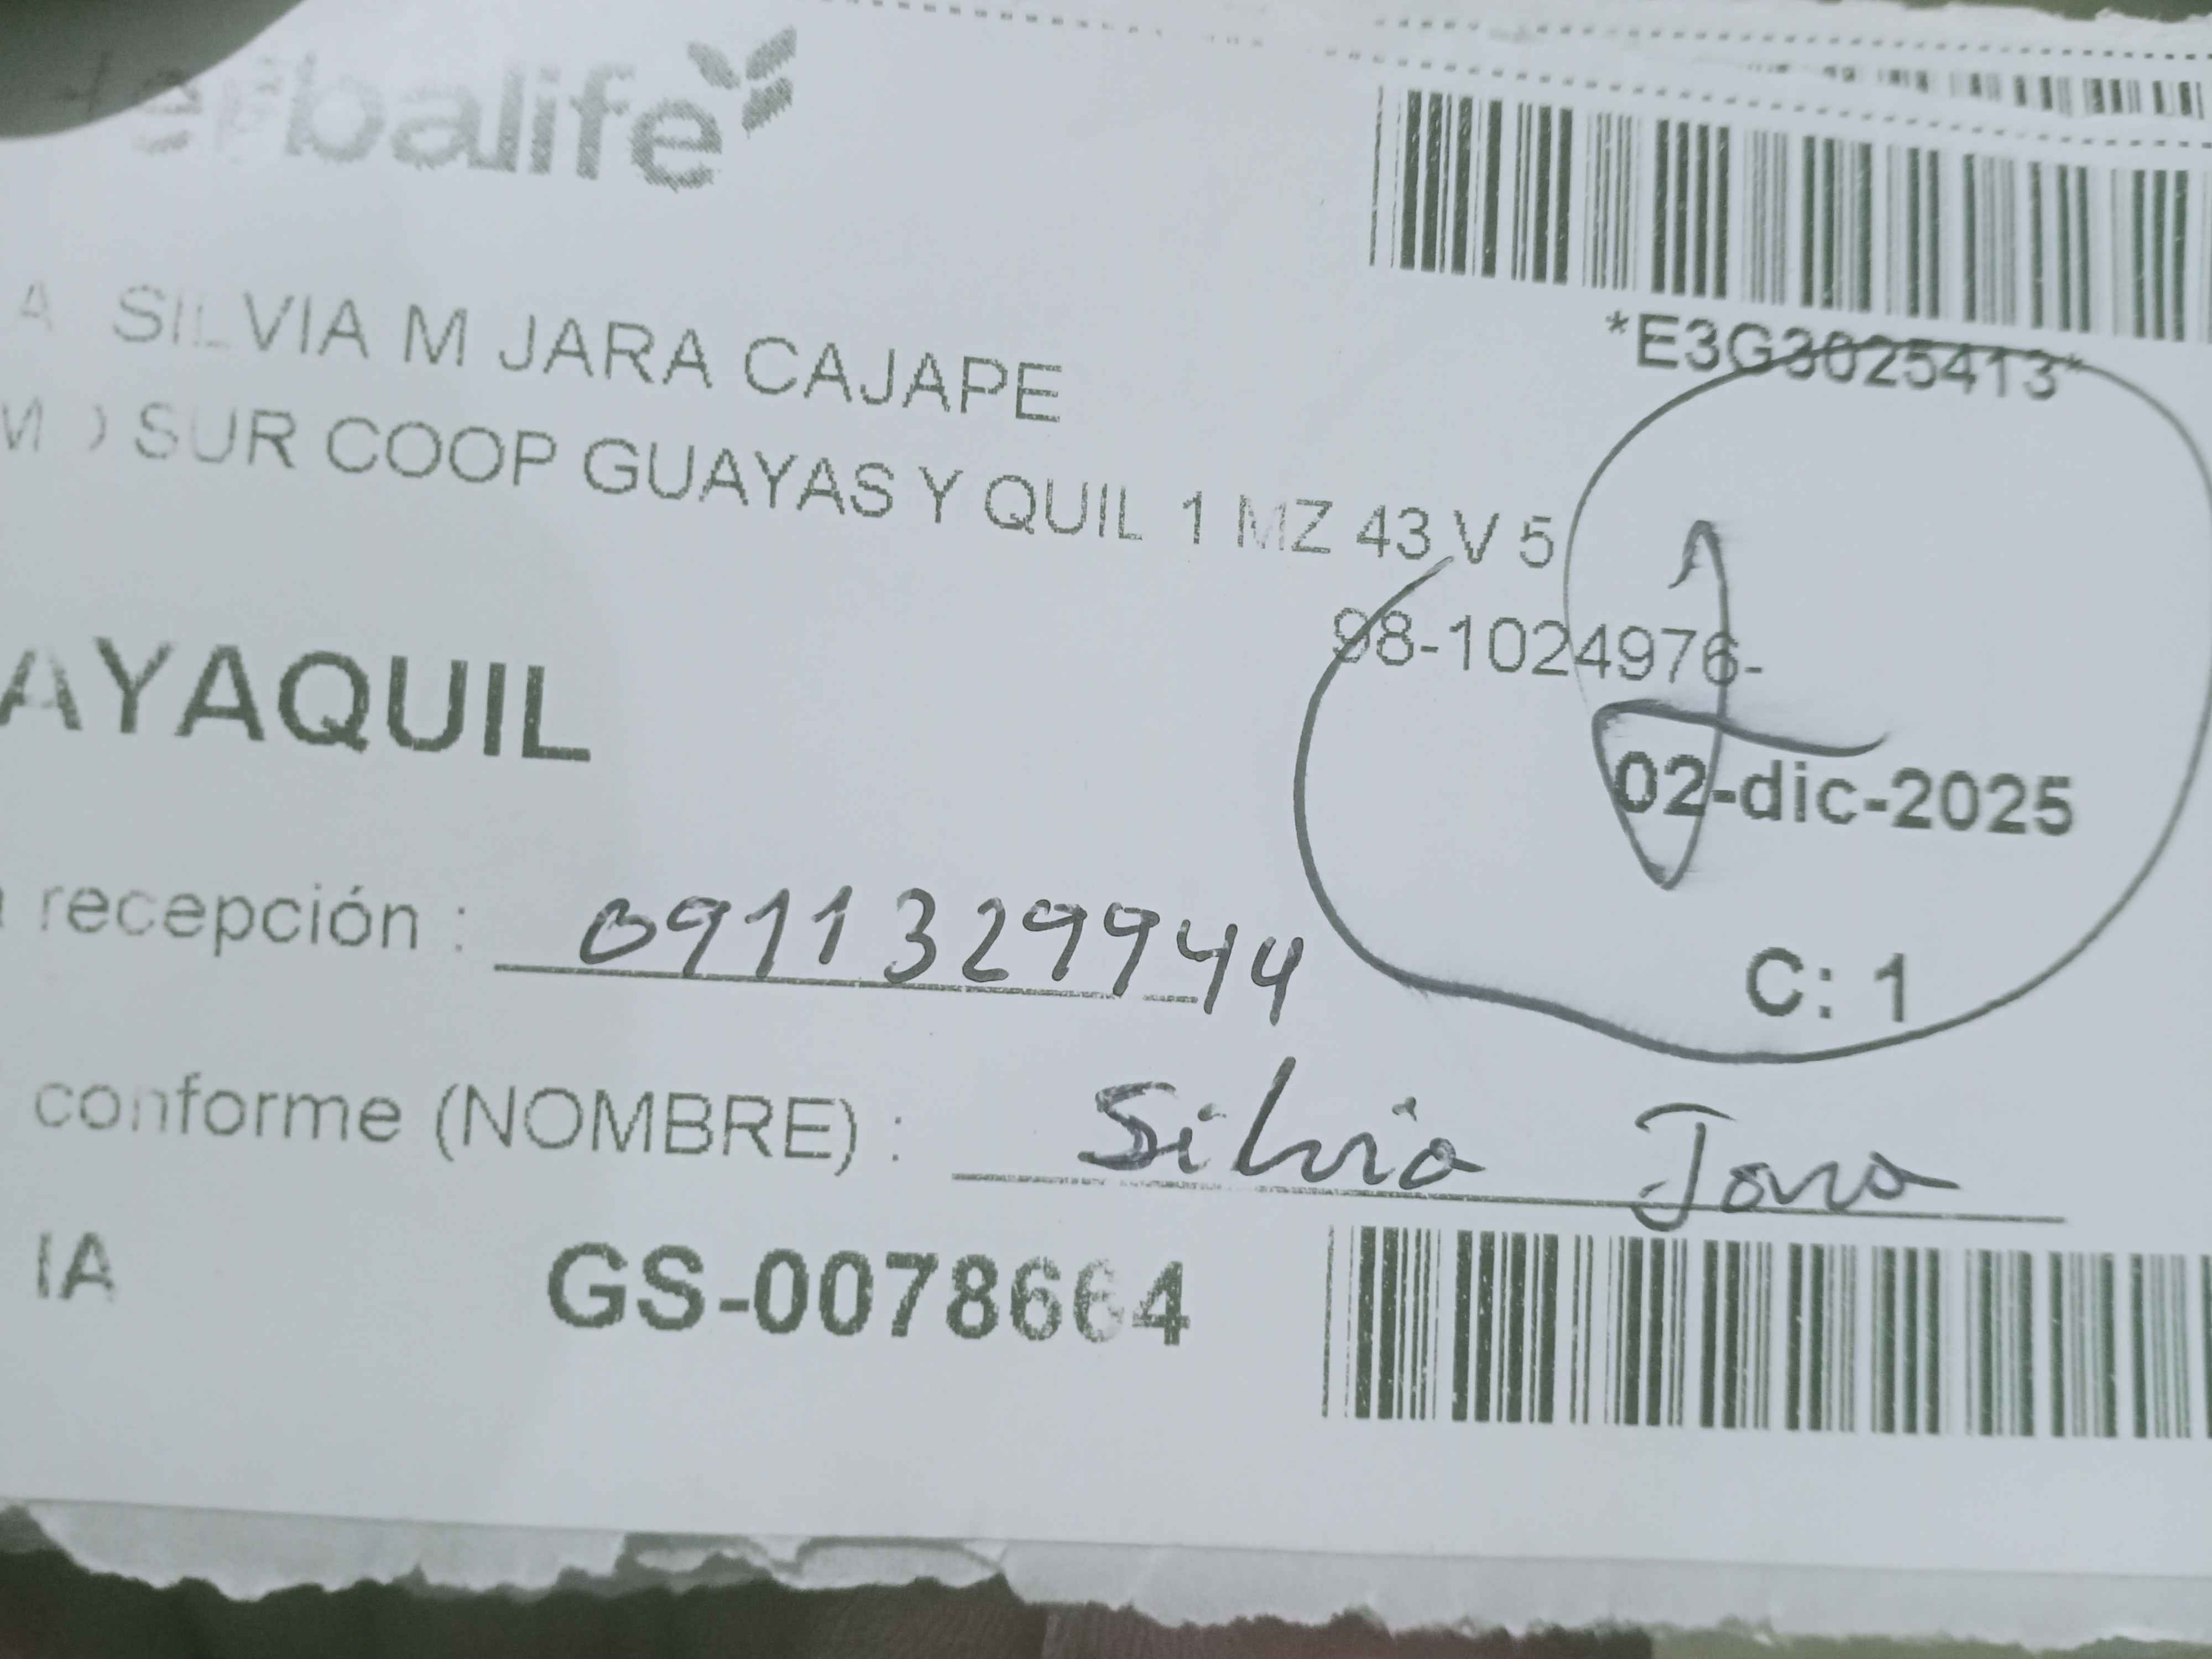 erbalife
*E3G3025413*
A SILVIA M JARA CAJAPE
SUR COOP GUAYAS Y QUIL 1 MZ 43 V 5
98-1024976-
AYAQUIL
02-dic-2025
recepción : 0911329944
C: 1
conforme (NOMBRE) : Silvia Jara
IA GS-0078664